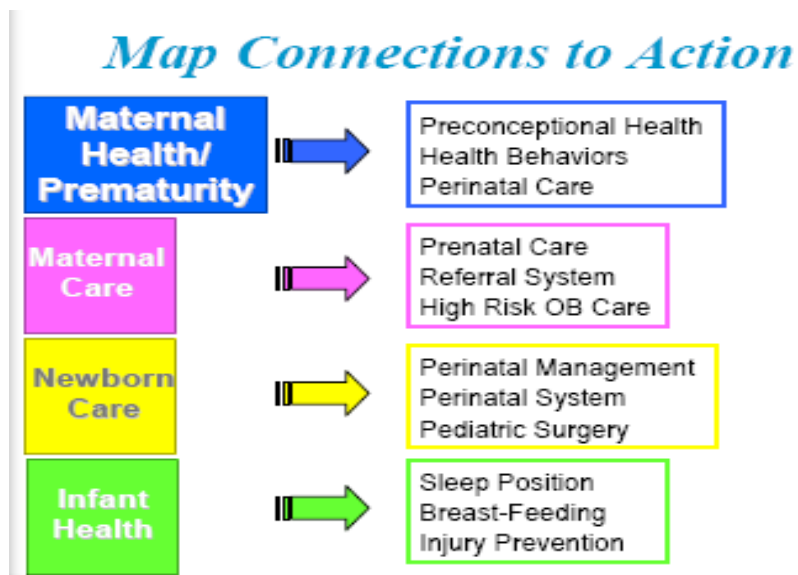 Map Connections to Action
Maternal
Health/
Prematurity
Preconceptional Health
Health Behaviors
Perinatal Care
Maternal
Care
Prenatal Care
Referral System
High Risk OB Care
Newborn
Care
Perinatal Management
Perinatal System
Pediatric Surgery
Infant
Health
Sleep Position
Breast-Feeding
Injury Prevention